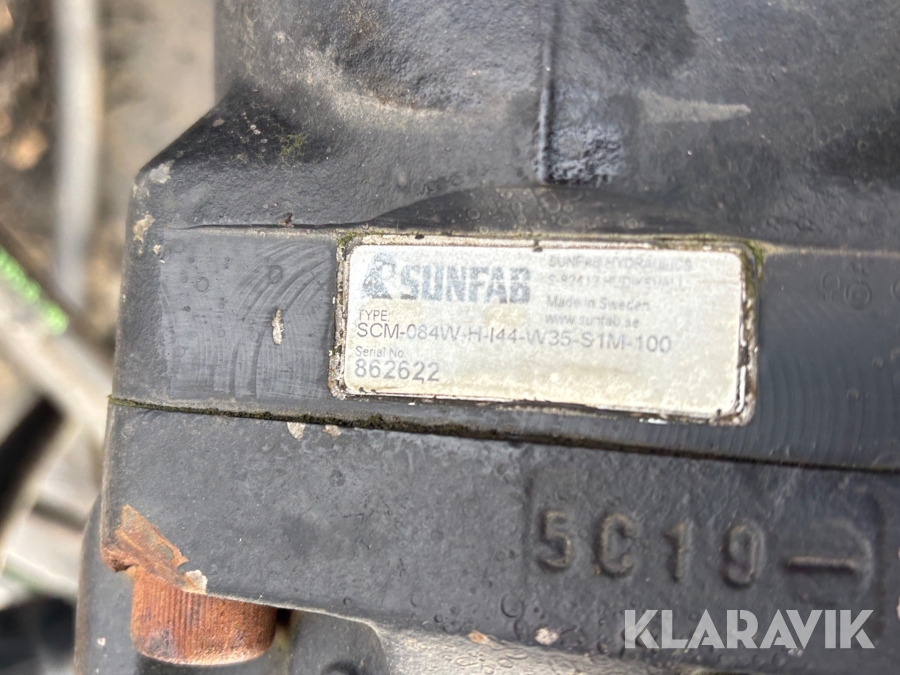 SUNFAB
SUNFAB HYDRAULICS
Made in Sweden
www.sunfab.se
TYPE:
SCM-084W-H-I44-W35-S1M-100
Serial No
862622
5C19
KLARAVIK